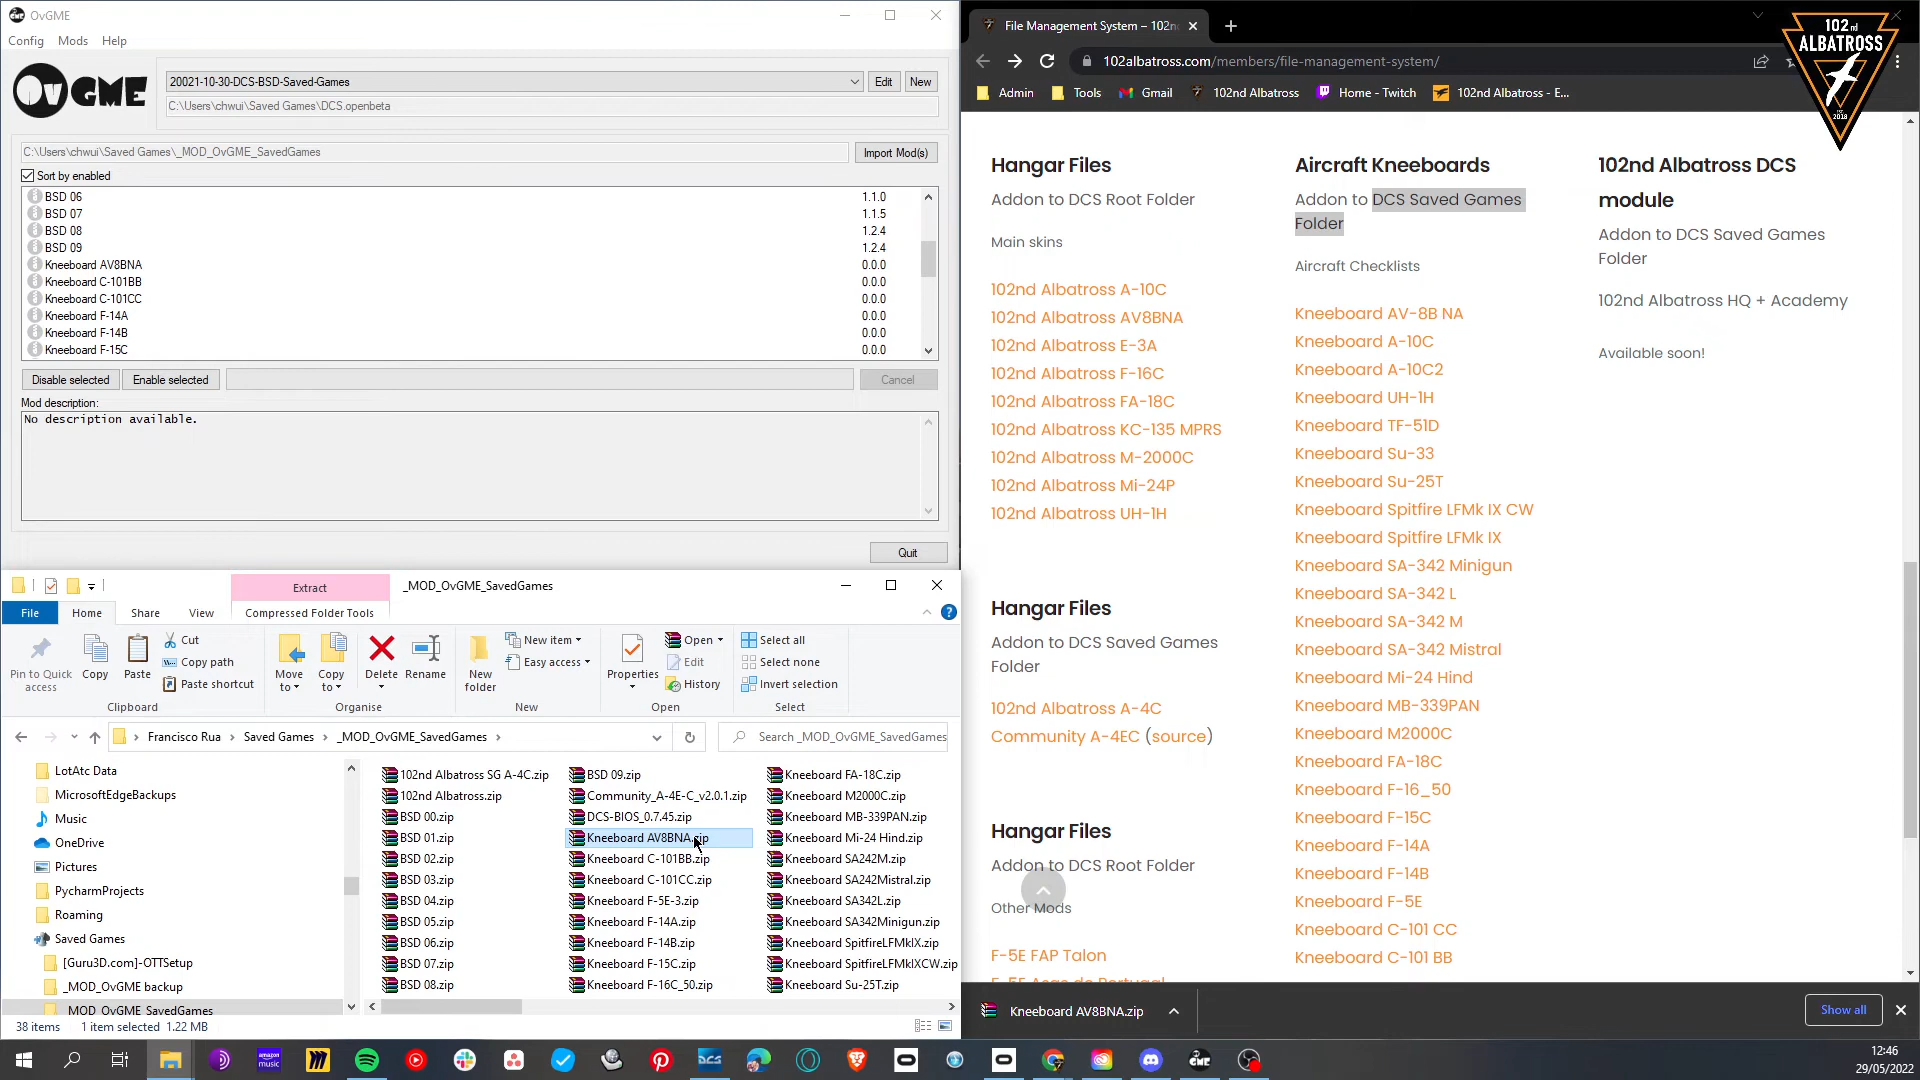 OvGME
Config Mods Help
OvGME
20021-10-30-DCS-BSD-Saved-Games
Edit
New
C:\Users\chwui\Saved Games\DCS.openbeta
C:\Users\chwui\Saved Games\_MOD_OvGME_SavedGames
Import Mod(s)
Sort by enabled
BSD 06 1.1.0
BSD 07 1.1.5
BSD 08 1.2.4
BSD 09 1.2.4
Kneeboard AV8BNA 0.0.0
Kneeboard C-101BB 0.0.0
Kneeboard C-101CC 0.0.0
Kneeboard F-14A 0.0.0
Kneeboard F-14B 0.0.0
Kneeboard F-15C 0.0.0
Disable selected
Enable selected
Cancel
Mod description:
No description available.
Quit
Extract
_MOD_OvGME_SavedGames
File Home Share View Compressed Folder Tools
Pin to Quick access
Copy
Paste
Cut
Copy path
Paste shortcut
Clipboard
Move to
Copy to
Delete
Rename
Organise
New folder
New item
Easy access
New
Properties
Open
Edit
History
Open
Select all
Select none
Invert selection
Select
Francisco Rua > Saved Games > _MOD_OvGME_SavedGames >
Search _MOD_OvGME_SavedGames
LotAtc Data
MicrosoftEdgeBackups
Music
OneDrive
Pictures
PycharmProjects
Roaming
Saved Games
[Guru3D.com]-OTTSetup
_MOD_OvGME backup
_MOD_OvGME_SavedGames
102nd Albatross SG A-4C.zip
102nd Albatross.zip
BSD 00.zip
BSD 01.zip
BSD 02.zip
BSD 03.zip
BSD 04.zip
BSD 05.zip
BSD 06.zip
BSD 07.zip
BSD 08.zip
BSD 09.zip
Community_A-4E-C_v2.0.1.zip
DCS-BIOS_0.7.45.zip
Kneeboard AV8BNA.zip
Kneeboard C-101BB.zip
Kneeboard C-101CC.zip
Kneeboard F-5E-3.zip
Kneeboard F-14A.zip
Kneeboard F-14B.zip
Kneeboard F-15C.zip
Kneeboard F-16C_50.zip
Kneeboard FA-18C.zip
Kneeboard M2000C.zip
Kneeboard MB-339PAN.zip
Kneeboard Mi-24 Hind.zip
Kneeboard SA242M.zip
Kneeboard SA242Mistral.zip
Kneeboard SA342L.zip
Kneeboard SA342Minigun.zip
Kneeboard SpitfireLFMkIX.zip
Kneeboard SpitfireLFMkIXCW.zip
Kneeboard Su-25T.zip
38 items 1 item selected 1.22 MB
File Management System – 102n
102albatross.com/members/file-management-system/
Admin Tools Gmail 102nd Albatross Home - Twitch 102nd Albatross - E...
102nd
ALBATROSS
EST.
2018
Hangar Files
Addon to DCS Root Folder
Main skins
102nd Albatross A-10C
102nd Albatross AV8BNA
102nd Albatross E-3A
102nd Albatross F-16C
102nd Albatross FA-18C
102nd Albatross KC-135 MPRS
102nd Albatross M-2000C
102nd Albatross Mi-24P
102nd Albatross UH-1H
Hangar Files
Addon to DCS Saved Games
Folder
102nd Albatross A-4C
Community A-4EC (source)
Hangar Files
Addon to DCS Root Folder
Other Mods
F-5E FAP Talon
F-5E Asas de Portugal
Aircraft Kneeboards
Addon to DCS Saved Games
Folder
Aircraft Checklists
Kneeboard AV-8B NA
Kneeboard A-10C
Kneeboard A-10C2
Kneeboard UH-1H
Kneeboard TF-51D
Kneeboard Su-33
Kneeboard Su-25T
Kneeboard Spitfire LFMk IX CW
Kneeboard Spitfire LFMk IX
Kneeboard SA-342 Minigun
Kneeboard SA-342 L
Kneeboard SA-342 M
Kneeboard SA-342 Mistral
Kneeboard Mi-24 Hind
Kneeboard MB-339PAN
Kneeboard M2000C
Kneeboard FA-18C
Kneeboard F-16_50
Kneeboard F-15C
Kneeboard F-14A
Kneeboard F-14B
Kneeboard F-5E
Kneeboard C-101 CC
Kneeboard C-101 BB
102nd Albatross DCS
module
Addon to DCS Saved Games
Folder
102nd Albatross HQ + Academy
Available soon!
Kneeboard AV8BNA.zip
Show all
amazon
music
DCS
GME
12:46
29/05/2022